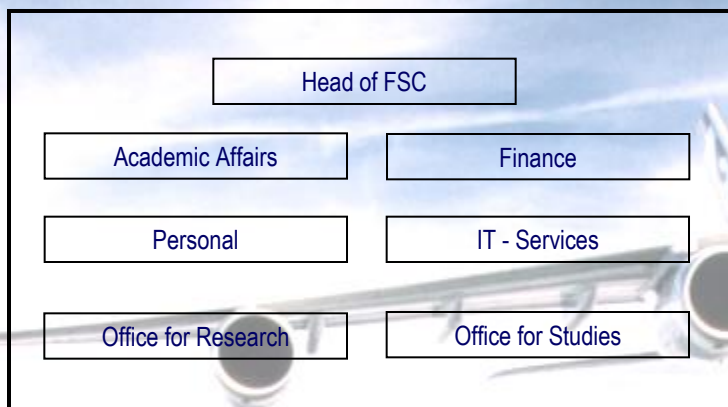 Head of FSC
Academic Affairs
Finance
Personal
IT - Services
Office for Research
Office for Studies